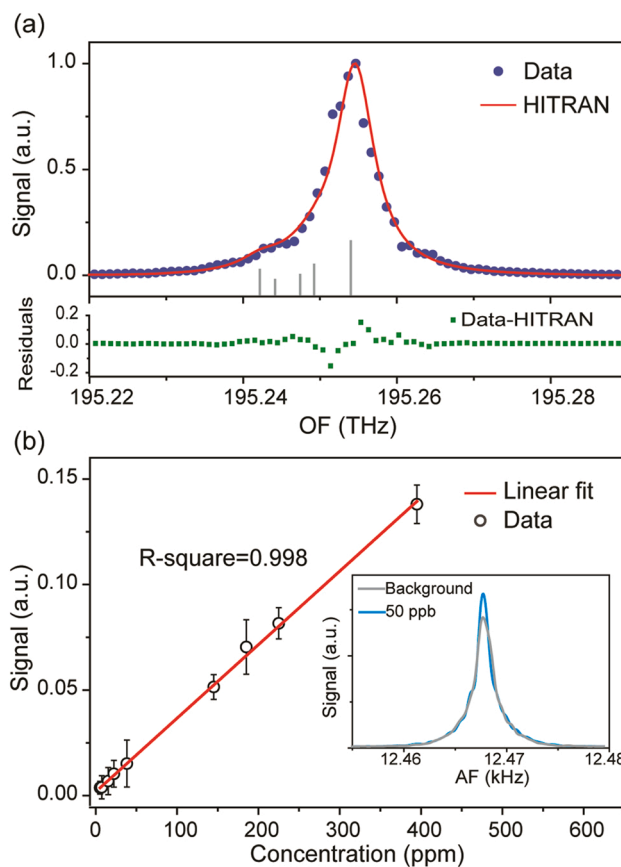 (a)
1.0
0.5
0.0
Signal (a.u.)
Data
HITRAN
0.2
0.0
-0.2
Residuals
Data-HITRAN
195.22
195.24
195.26
195.28
OF (THz)
(b)
0.15
0.10
0.05
0.00
Signal (a.u.)
Linear fit
Data
R-square=0.998
Background
50 ppb
Signal (a.u.)
12.46
12.47
12.48
AF (kHz)
0
100
200
300
400
500
600
Concentration (ppm)